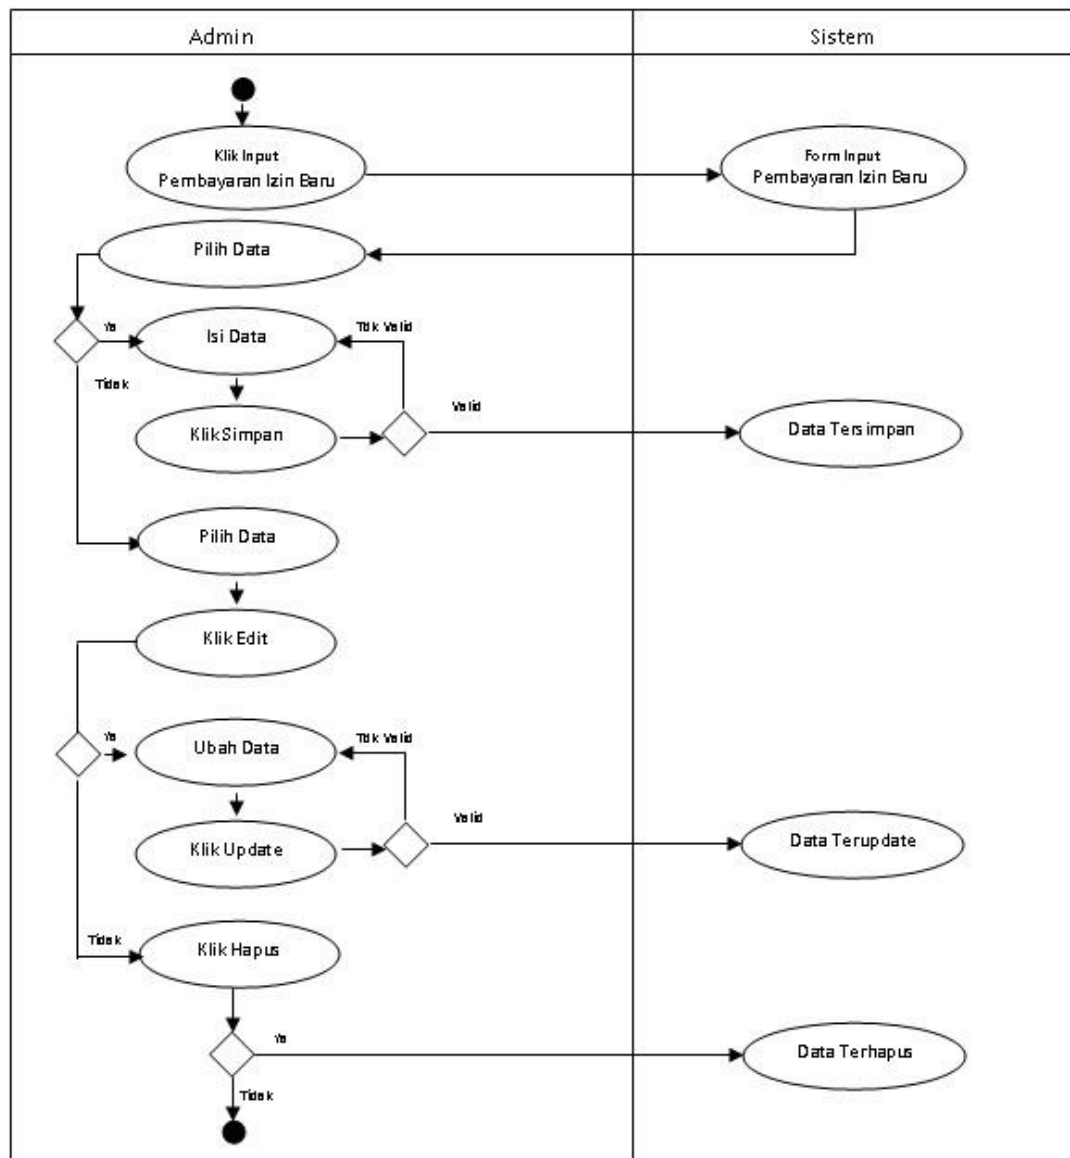 Admin
Sistem
Klik Input
Pembayaran Izin Baru
Form Input
Pembayaran Izin Baru
Pilih Data
Ya
Isi Data
Tdk Valid
Tidak
Klik Simpan
Valid
Data Tersimpan
Pilih Data
Klik Edit
Ya
Ubah Data
Tdk Valid
Klik Update
Valid
Data Terupdate
Tidak
Klik Hapus
Ya
Data Terhapus
Tidak